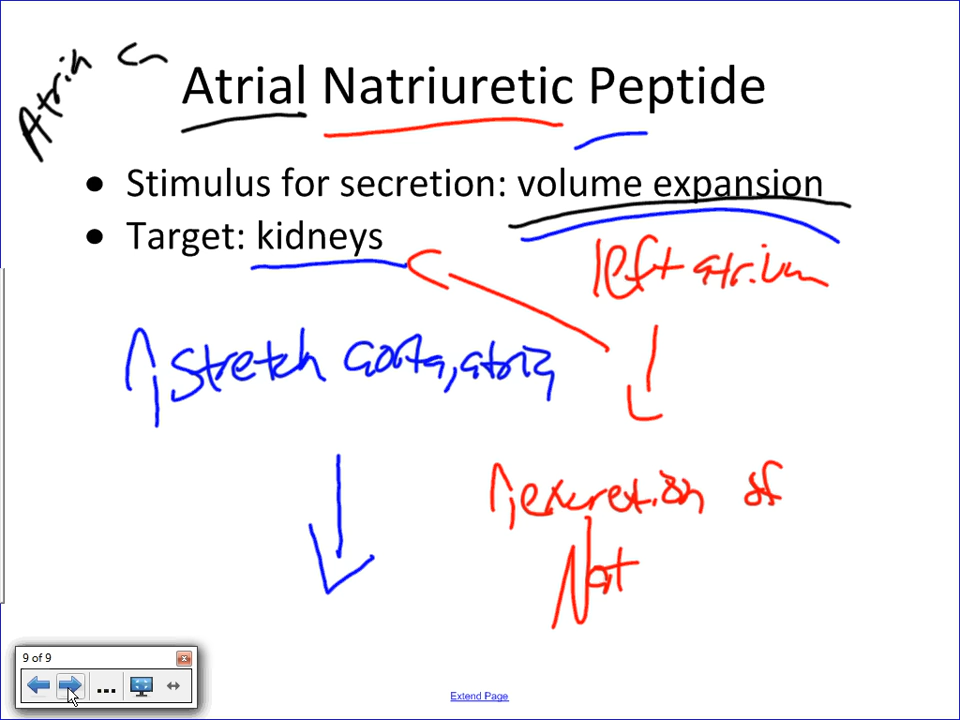 Atria
Atrial Natriuretic Peptide
• Stimulus for secretion: volume expansion
• Target: kidneys
left atrium
↑ stretch aorta, atria
↑ excretion of
Na+
9 of 9
...
Extend Page